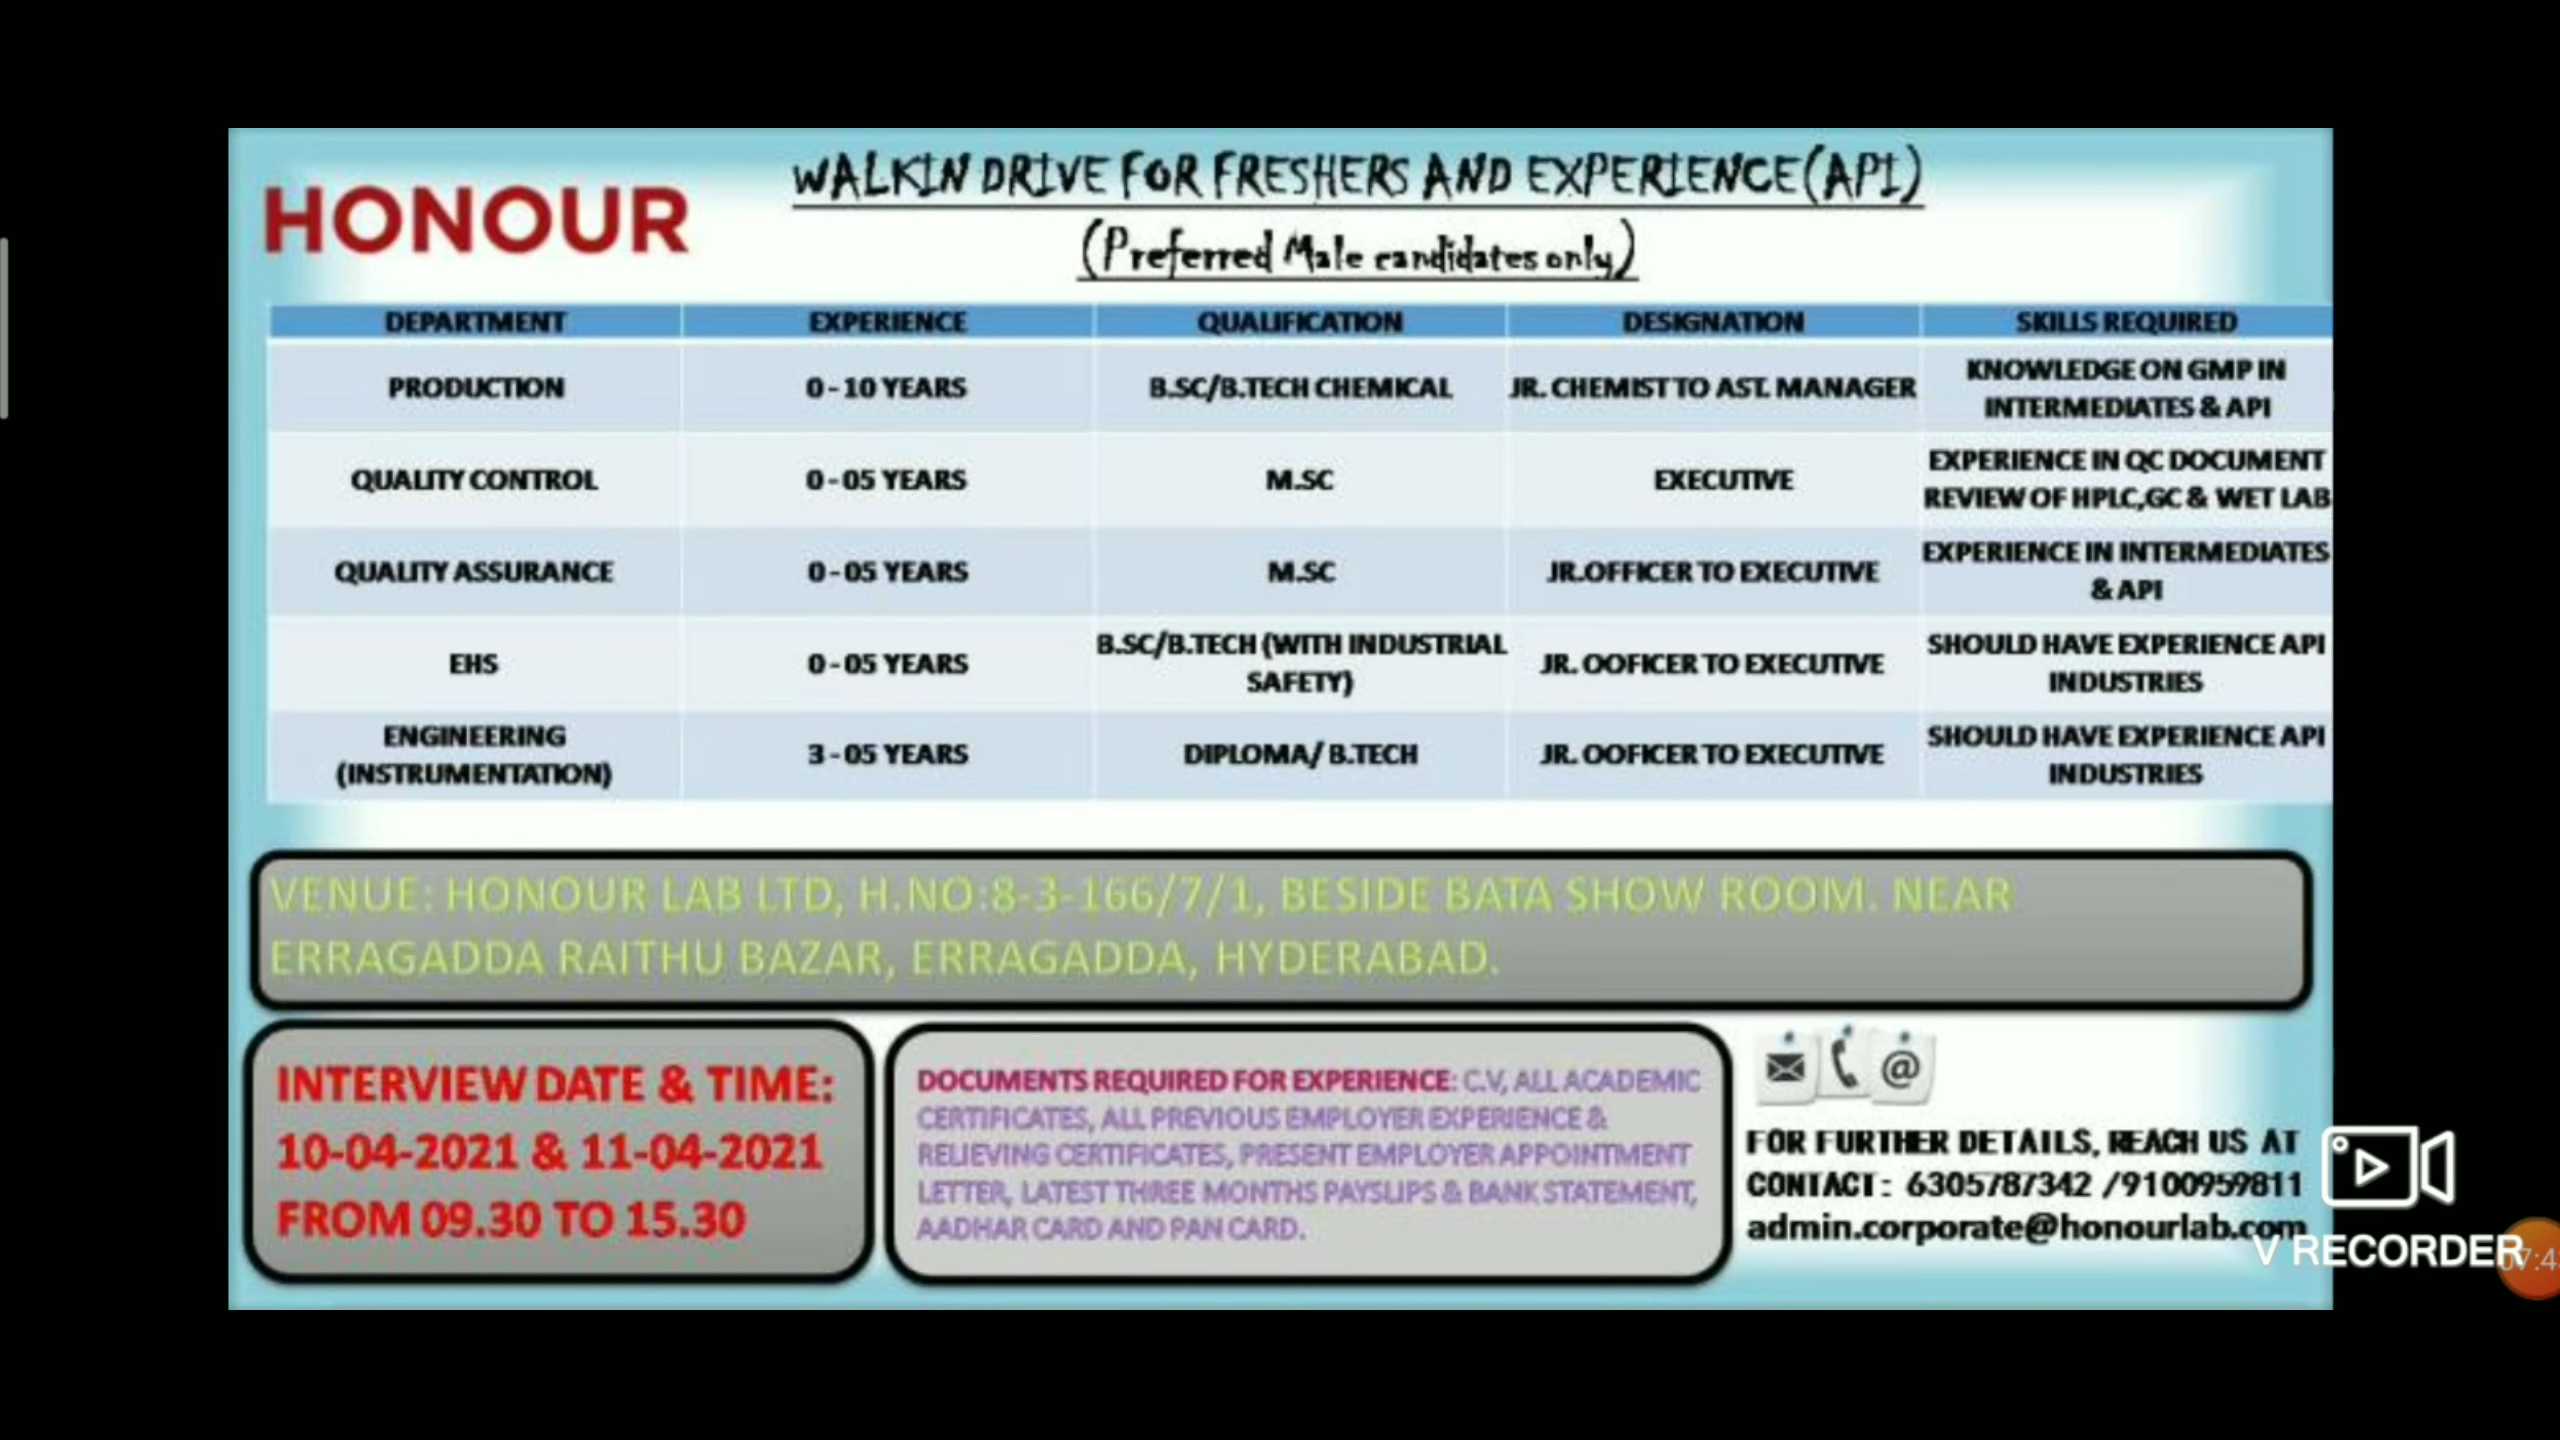 HONOUR
WALKIN DRIVE FOR FRESHERS AND EXPERIENCE(API)
(Preferred Male candidates only)
DEPARTMENT EXPERIENCE QUALIFICATION DESIGNATION SKILLS REQUIRED
PRODUCTION 0 - 10 YEARS B.SC/B.TECH CHEMICAL JR. CHEMIST TO AST. MANAGER KNOWLEDGE ON GMP IN
INTERMEDIATES & API
QUALITY CONTROL 0 - 05 YEARS M.SC EXECUTIVE EXPERIENCE IN QC DOCUMENT
REVIEW OF HPLC,GC & WET LAB
QUALITY ASSURANCE 0 - 05 YEARS M.SC JR.OFFICER TO EXECUTIVE EXPERIENCE IN INTERMEDIATES
& API
EHS 0 - 05 YEARS B.SC/B.TECH (WITH INDUSTRIAL
SAFETY) JR. OOFICER TO EXECUTIVE SHOULD HAVE EXPERIENCE API
INDUSTRIES
ENGINEERING
(INSTRUMENTATION) 3 - 05 YEARS DIPLOMA/ B.TECH JR. OOFICER TO EXECUTIVE SHOULD HAVE EXPERIENCE API
INDUSTRIES
VENUE: HONOUR LAB LTD, H.NO:8-3-166/7/1, BESIDE BATA SHOW ROOM. NEAR
ERRAGADDA RAITHU BAZAR, ERRAGADDA, HYDERABAD.
INTERVIEW DATE & TIME:
10-04-2021 & 11-04-2021
FROM 09.30 TO 15.30
DOCUMENTS REQUIRED FOR EXPERIENCE: C.V, ALL ACADEMIC
CERTIFICATES, ALL PREVIOUS EMPLOYER EXPERIENCE &
RELIEVING CERTIFICATES, PRESENT EMPLOYER APPOINTMENT
LETTER, LATEST THREE MONTHS PAYSLIPS & BANK STATEMENT,
AADHAR CARD AND PAN CARD.
FOR FURTHER DETAILS, REACH US AT
CONTACT: 6305787342 /9100959811
admin.corporate@honourlab.com
V RECORDER